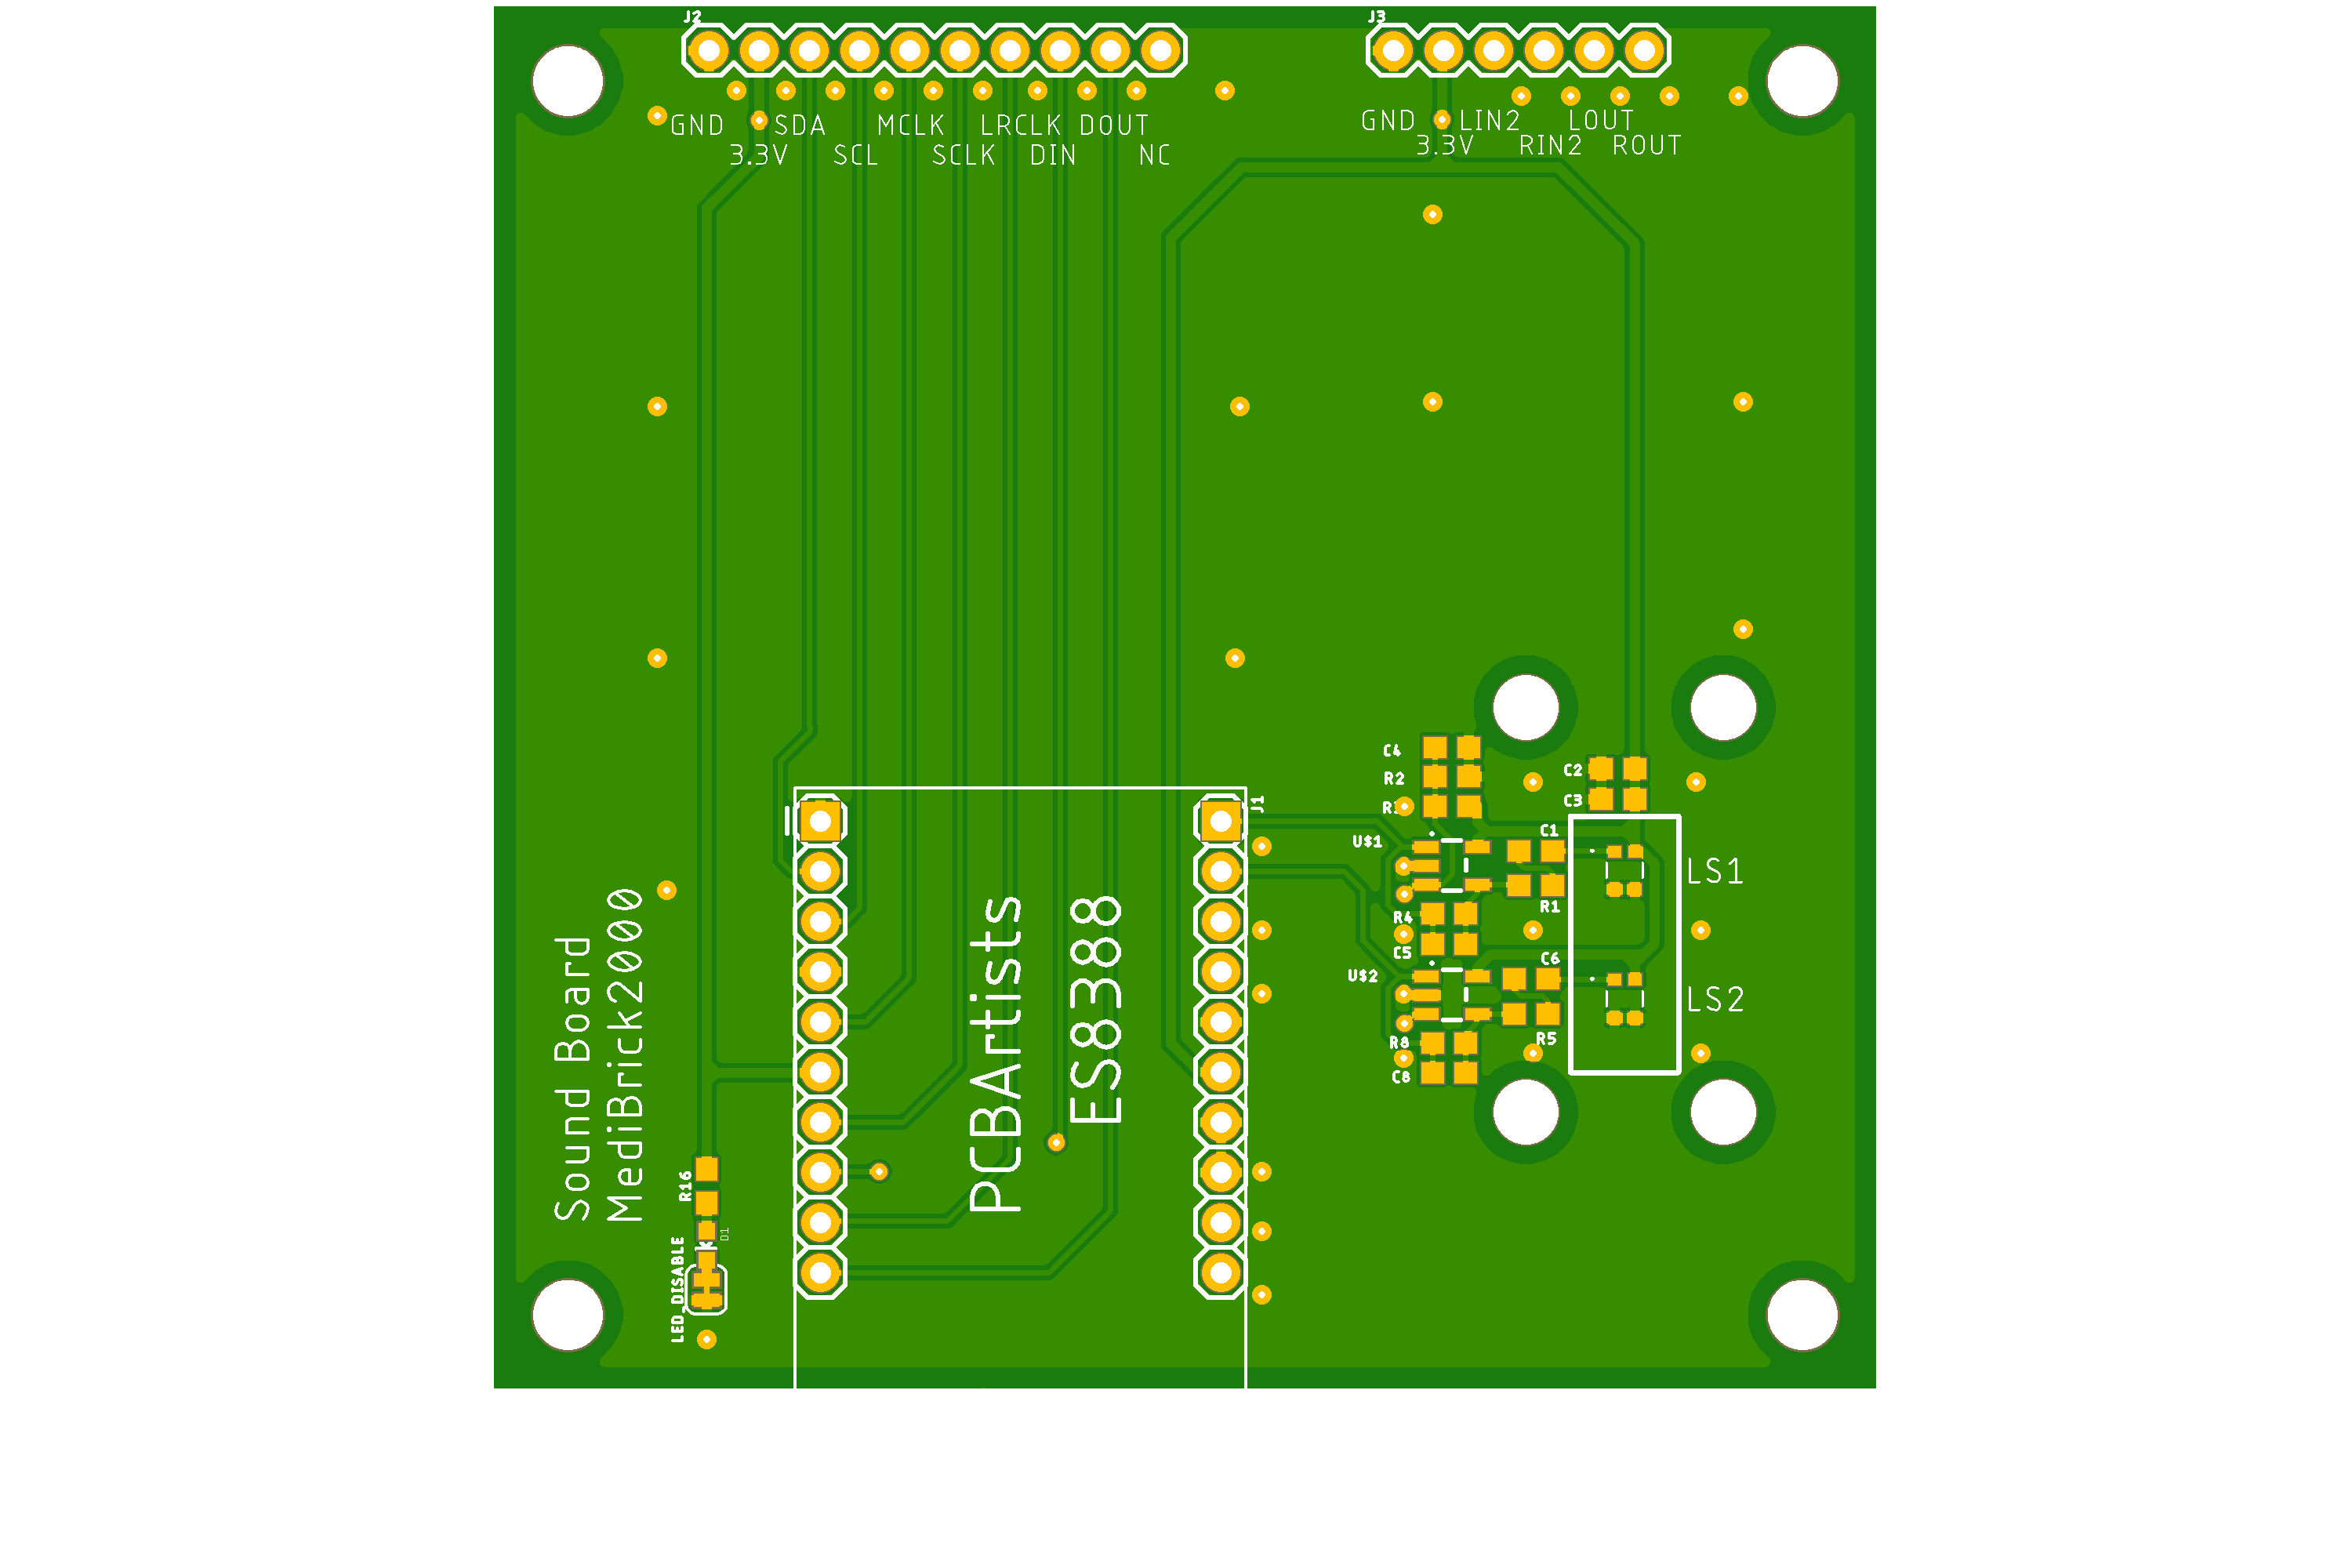 J2
J3
GND SDA MCLK LRCLK DOUT
3.3V SCL SCLK DIN NC
GND LIN2 LOUT
3.3V RIN2 ROUT
C4
R2
C2
C3
J1
U$1
C1
LS1
R1
R4
C5
C6
U$2
LS2
R5
R8
C8
Sound Board
MediBrick2000
PCBArtists
ES8388
R16
D1
LED_DISABLE